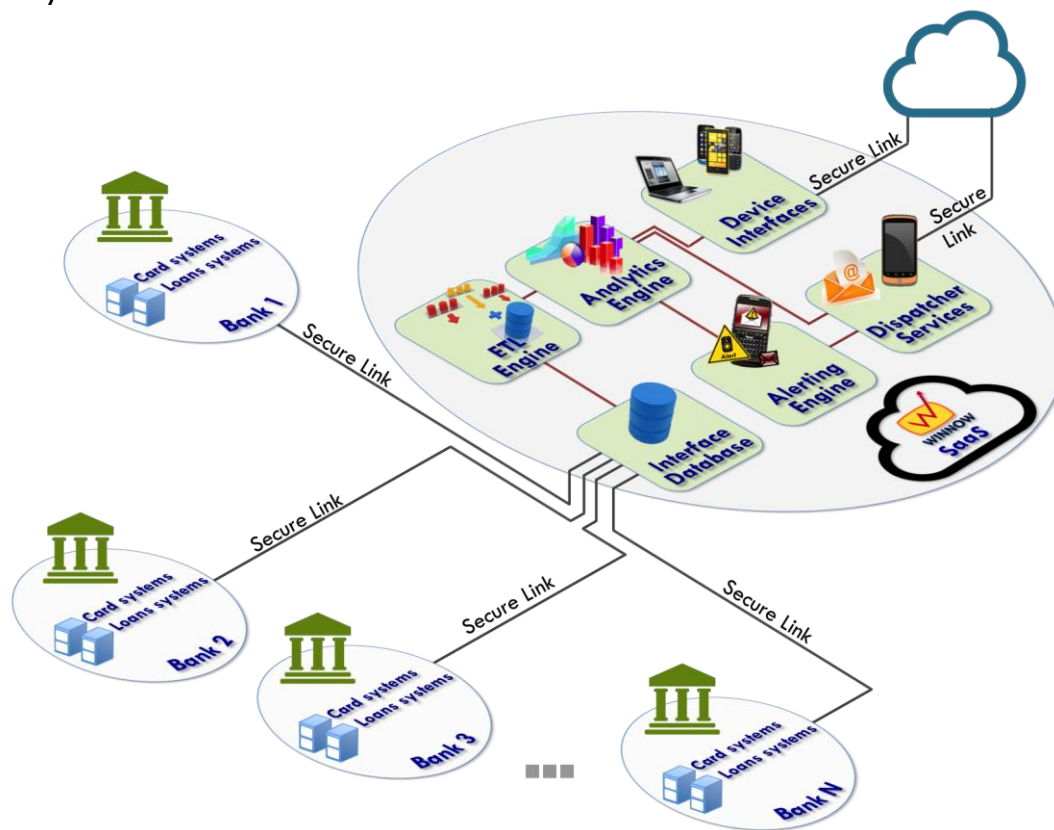 Secure Link
Secure
Link
Device
Interfaces
Analytics
Engine
@
Dispatcher
Services
ETL
Engine
Alert
Alerting
Engine
Interface
Database
WINNOW
SaaS
Card systems
Loans systems
Bank 1
Secure Link
Card systems
Loans systems
Bank 2
Secure Link
Card systems
Loans systems
Bank 3
Secure Link
Card systems
Loans systems
Bank N
Secure Link